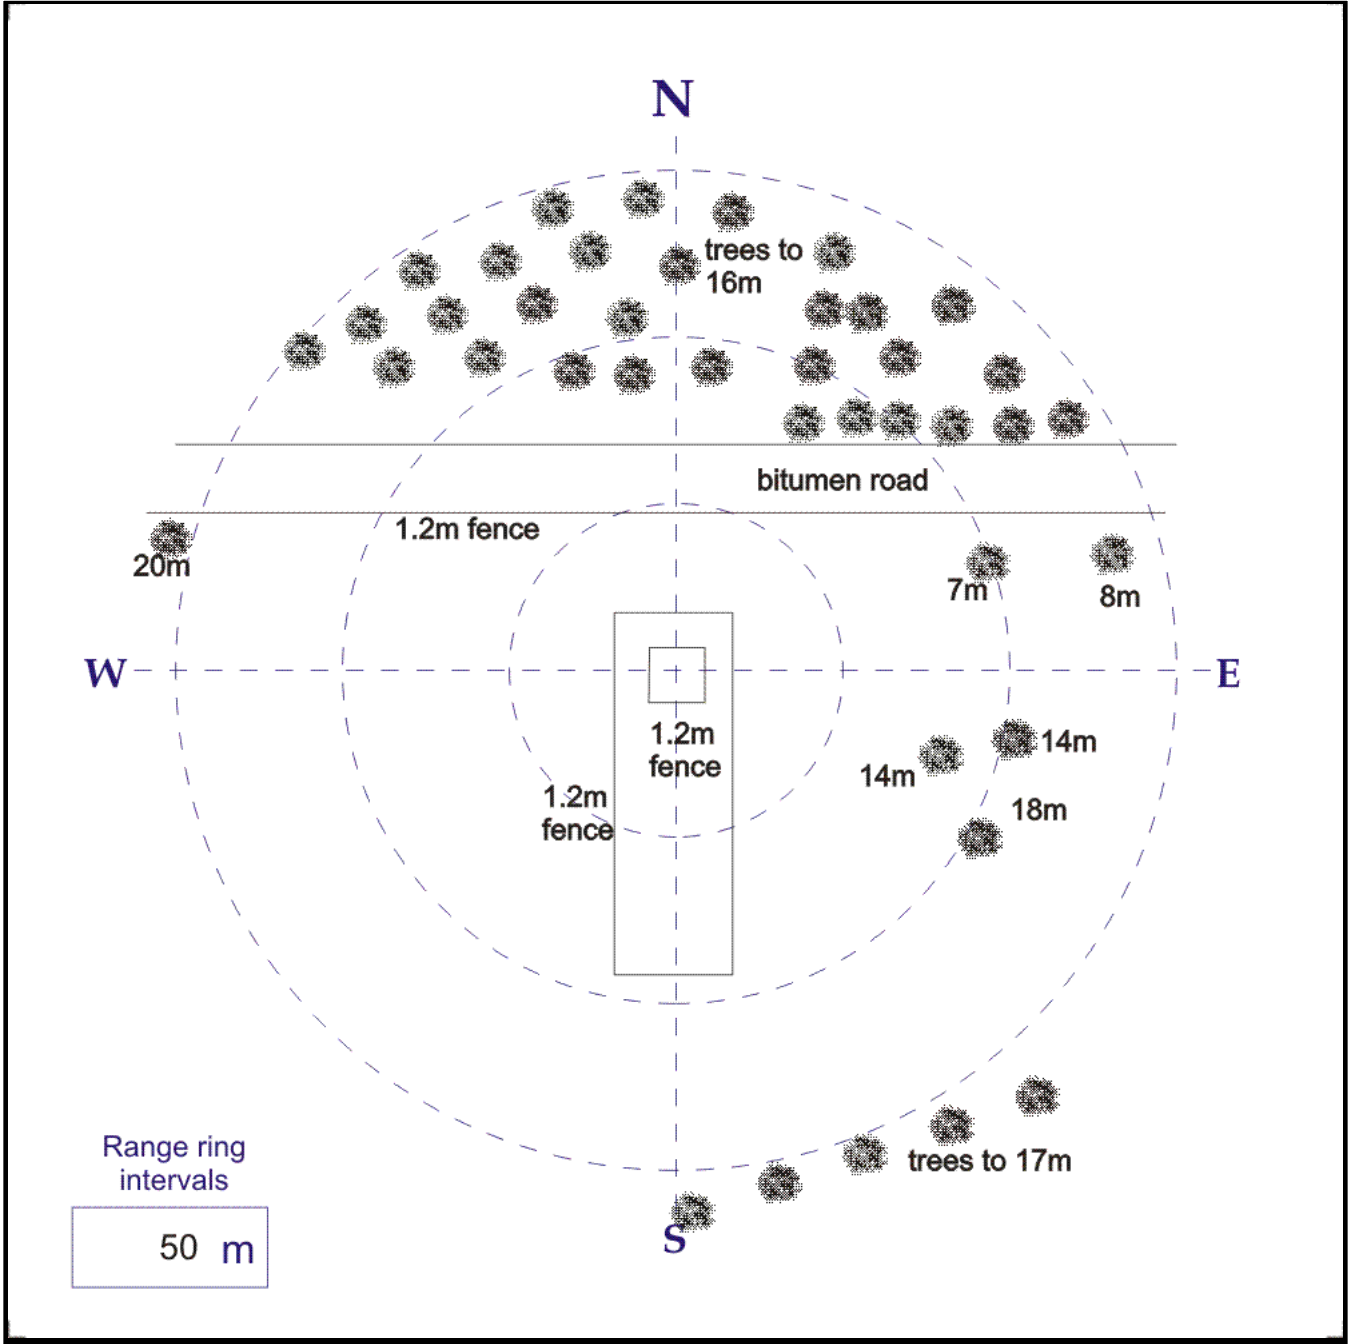 N
trees to
16m
bitumen road
1.2m fence
20m
7m
8m
W
E
1.2m
fence
14m
14m
1.2m
fence
18m
Range ring
intervals
50 m
trees to 17m
S